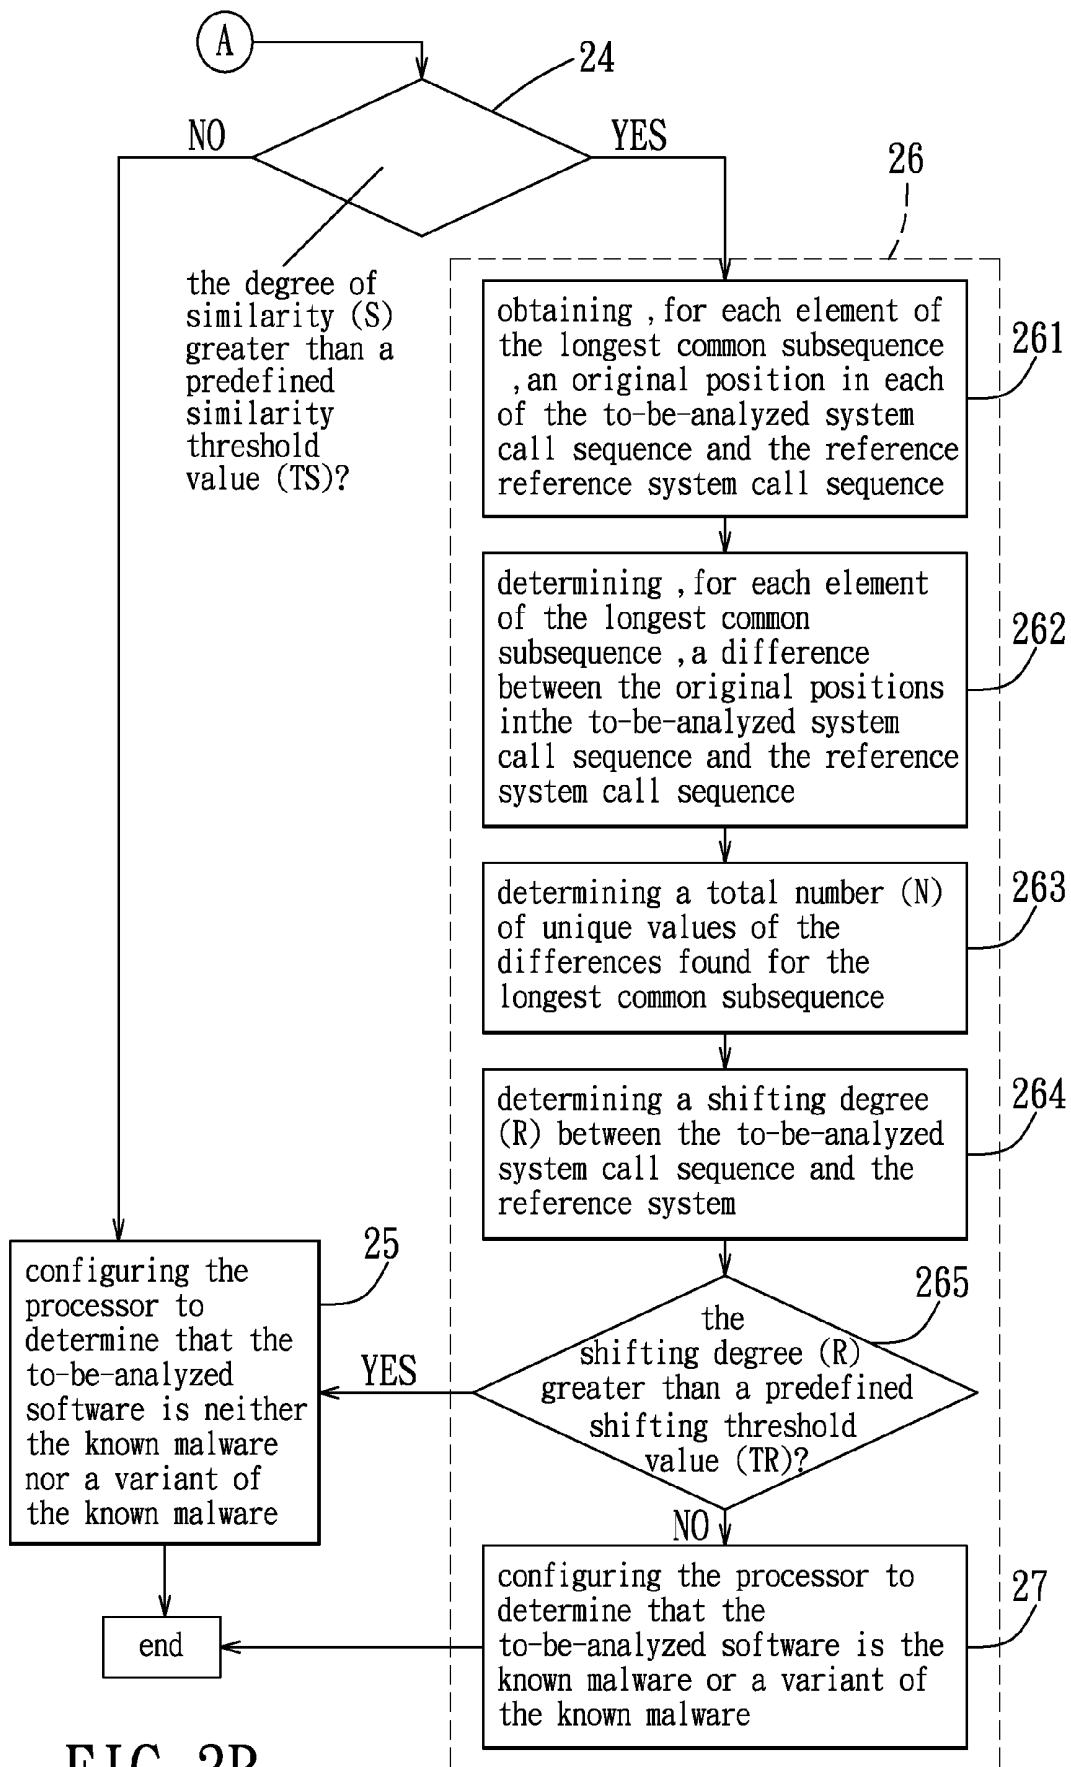 A
24
NO
YES
26
the degree of
similarity (S)
greater than a
predefined
similarity
threshold
value (TS)?
obtaining ,for each element of
the longest common subsequence
,an original position in each
of the to-be-analyzed system
call sequence and the reference
reference system call sequence
261
determining ,for each element
of the longest common
subsequence ,a difference
between the original positions
inthe to-be-analyzed system
call sequence and the reference
system call sequence
262
determining a total number (N)
of unique values of the
differences found for the
longest common subsequence
263
determining a shifting degree
(R) between the to-be-analyzed
system call sequence and the
reference system
264
25
configuring the
processor to
determine that the
to-be-analyzed
software is neither
the known malware
nor a variant of
the known malware
YES
the
shifting degree (R)
greater than a predefined
shifting threshold
value (TR)?
265
NO
configuring the processor to
determine that the
to-be-analyzed software is the
known malware or a variant of
the known malware
27
end
FIG. 2B